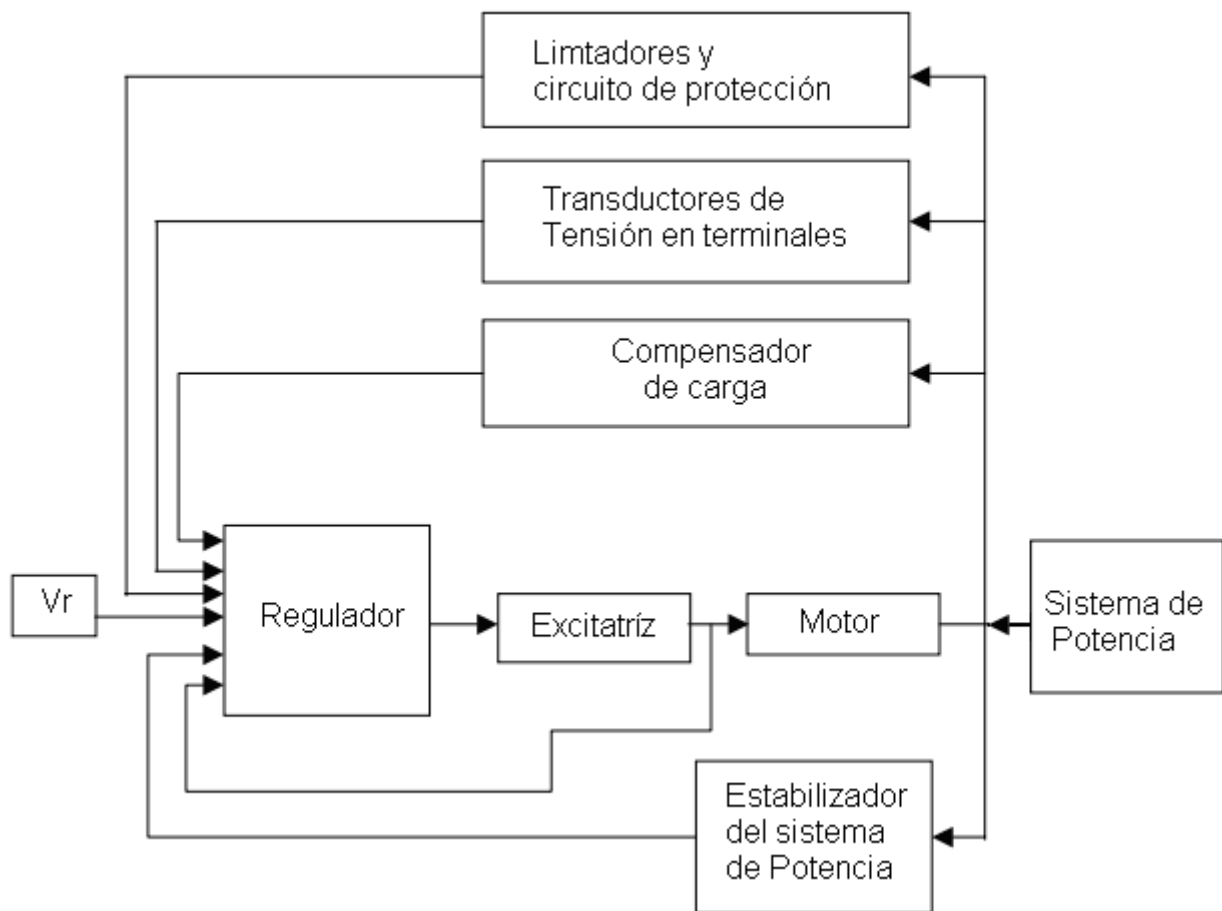 Limtadores y
circuito de protección
Transductores de
Tensión en terminales
Compensador
de carga
Vr
Regulador
Excitatríz
Motor
Sistema de
Potencia
Estabilizador
del sistema
de Potencia